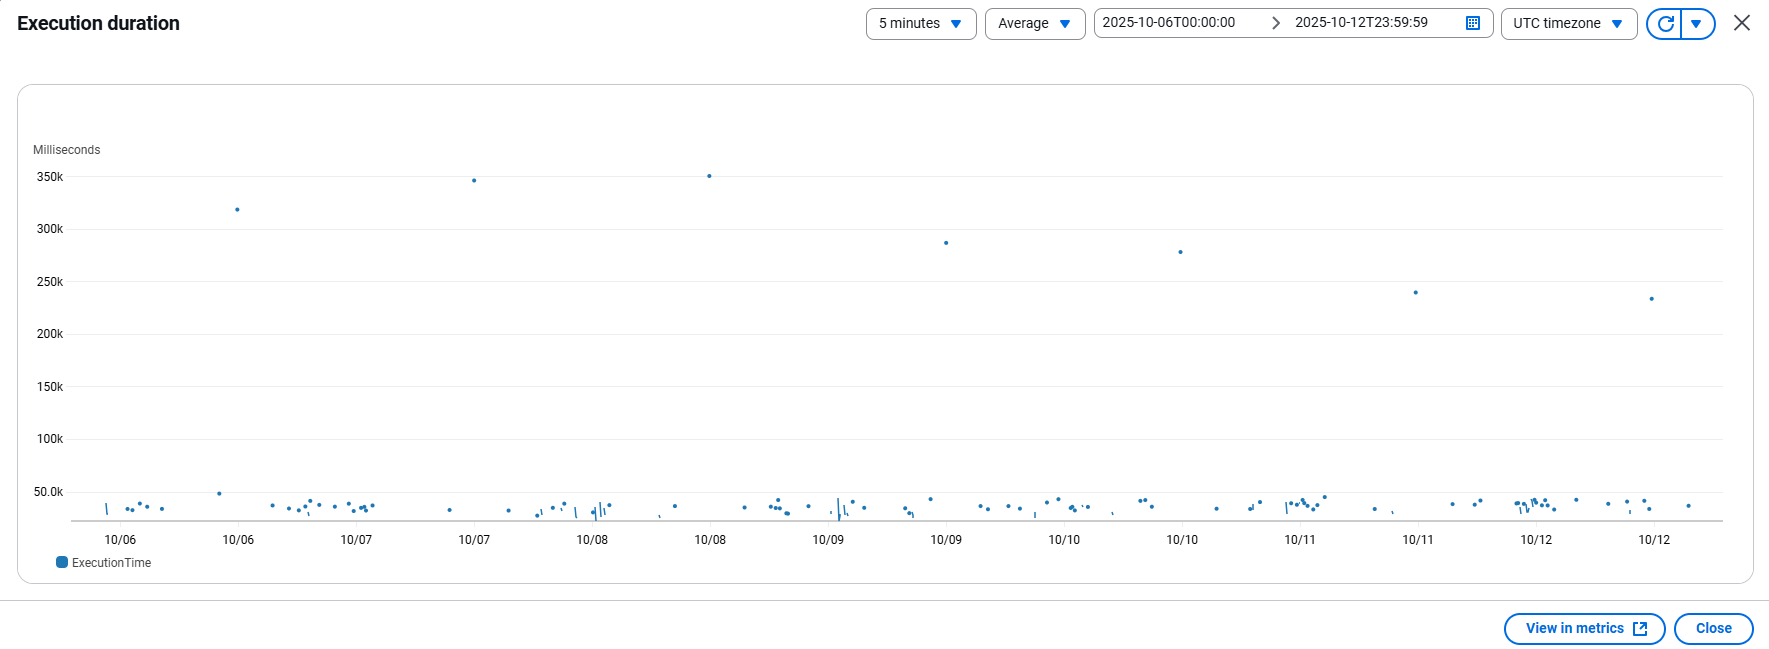 Execution duration
5 minutes
Average
2025-10-06T00:00:00
2025-10-12T23:59:59
UTC timezone
Milliseconds
350k
300k
250k
200k
150k
100k
50.0k
10/06 10/06 10/07 10/07 10/08 10/08 10/09 10/09 10/10 10/10 10/11 10/11 10/12 10/12
ExecutionTime
View in metrics
Close